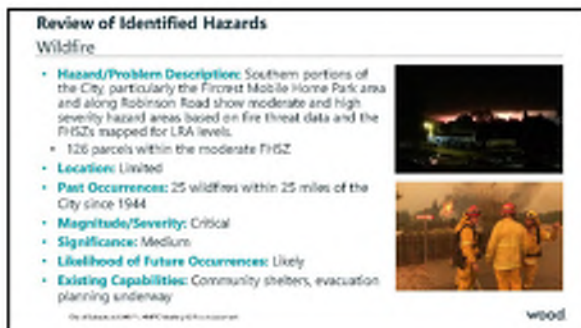 Review of Identified Hazards
Wildfire
• Hazard/Problem Description: Southern portions of
the City, particularly the Fircrest Mobile Home Park area
and along Robinson Road show moderate and high
severity hazard areas based on fire threat data and the
FHSZs mapped for LRA levels.
• 126 parcels within the moderate FHSZ
• Location: Limited
• Past Occurrences: 25 wildfires within 25 miles of the
City since 1944
• Magnitude/Severity: Critical
• Significance: Medium
• Likelihood of Future Occurrences: Likely
• Existing Capabilities: Community shelters, evacuation
planning underway
wood.